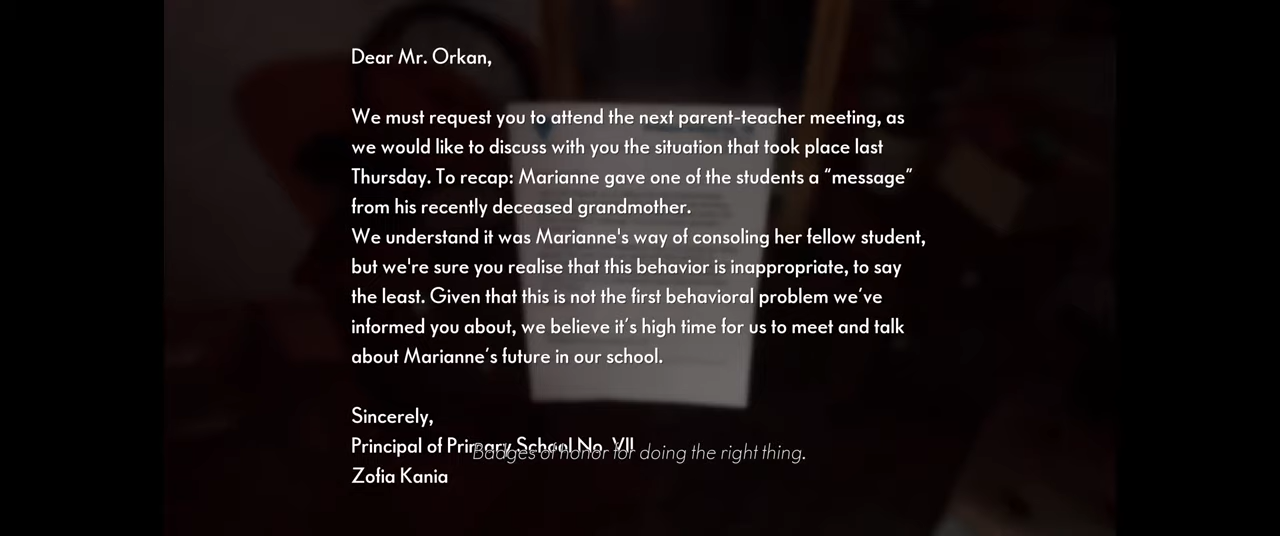 Dear Mr. Orkan,
We must request you to attend the next parent-teacher meeting, as
we would like to discuss with you the situation that took place last
Thursday. To recap: Marianne gave one of the students a “message”
from his recently deceased grandmother.
We understand it was Marianne's way of consoling her fellow student,
but we're sure you realise that this behavior is inappropriate, to say
the least. Given that this is not the first behavioral problem we’ve
informed you about, we believe it’s high time for us to meet and talk
about Marianne’s future in our school.
Sincerely,
Principal of Primary School No. VII
Badges of honor for doing the right thing.
Zofia Kania